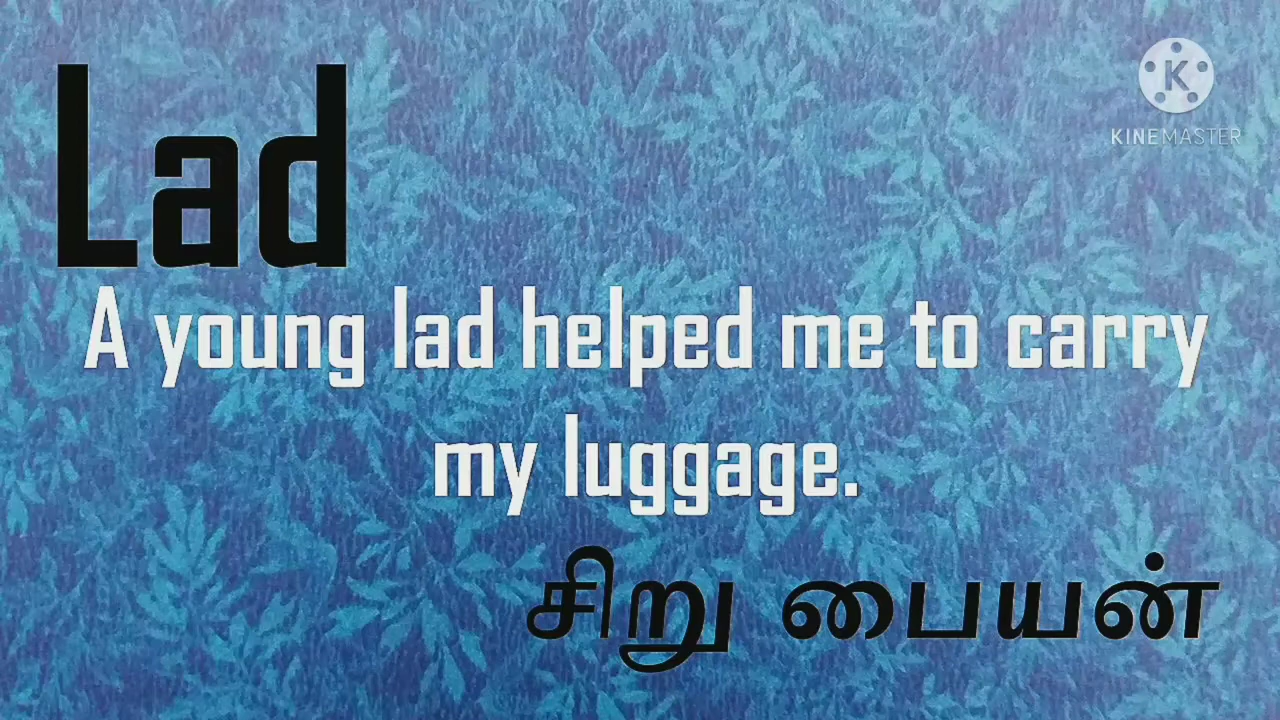 Lad
KINEMASTER
A young lad helped me to carry
my luggage.
சிறு பையன்